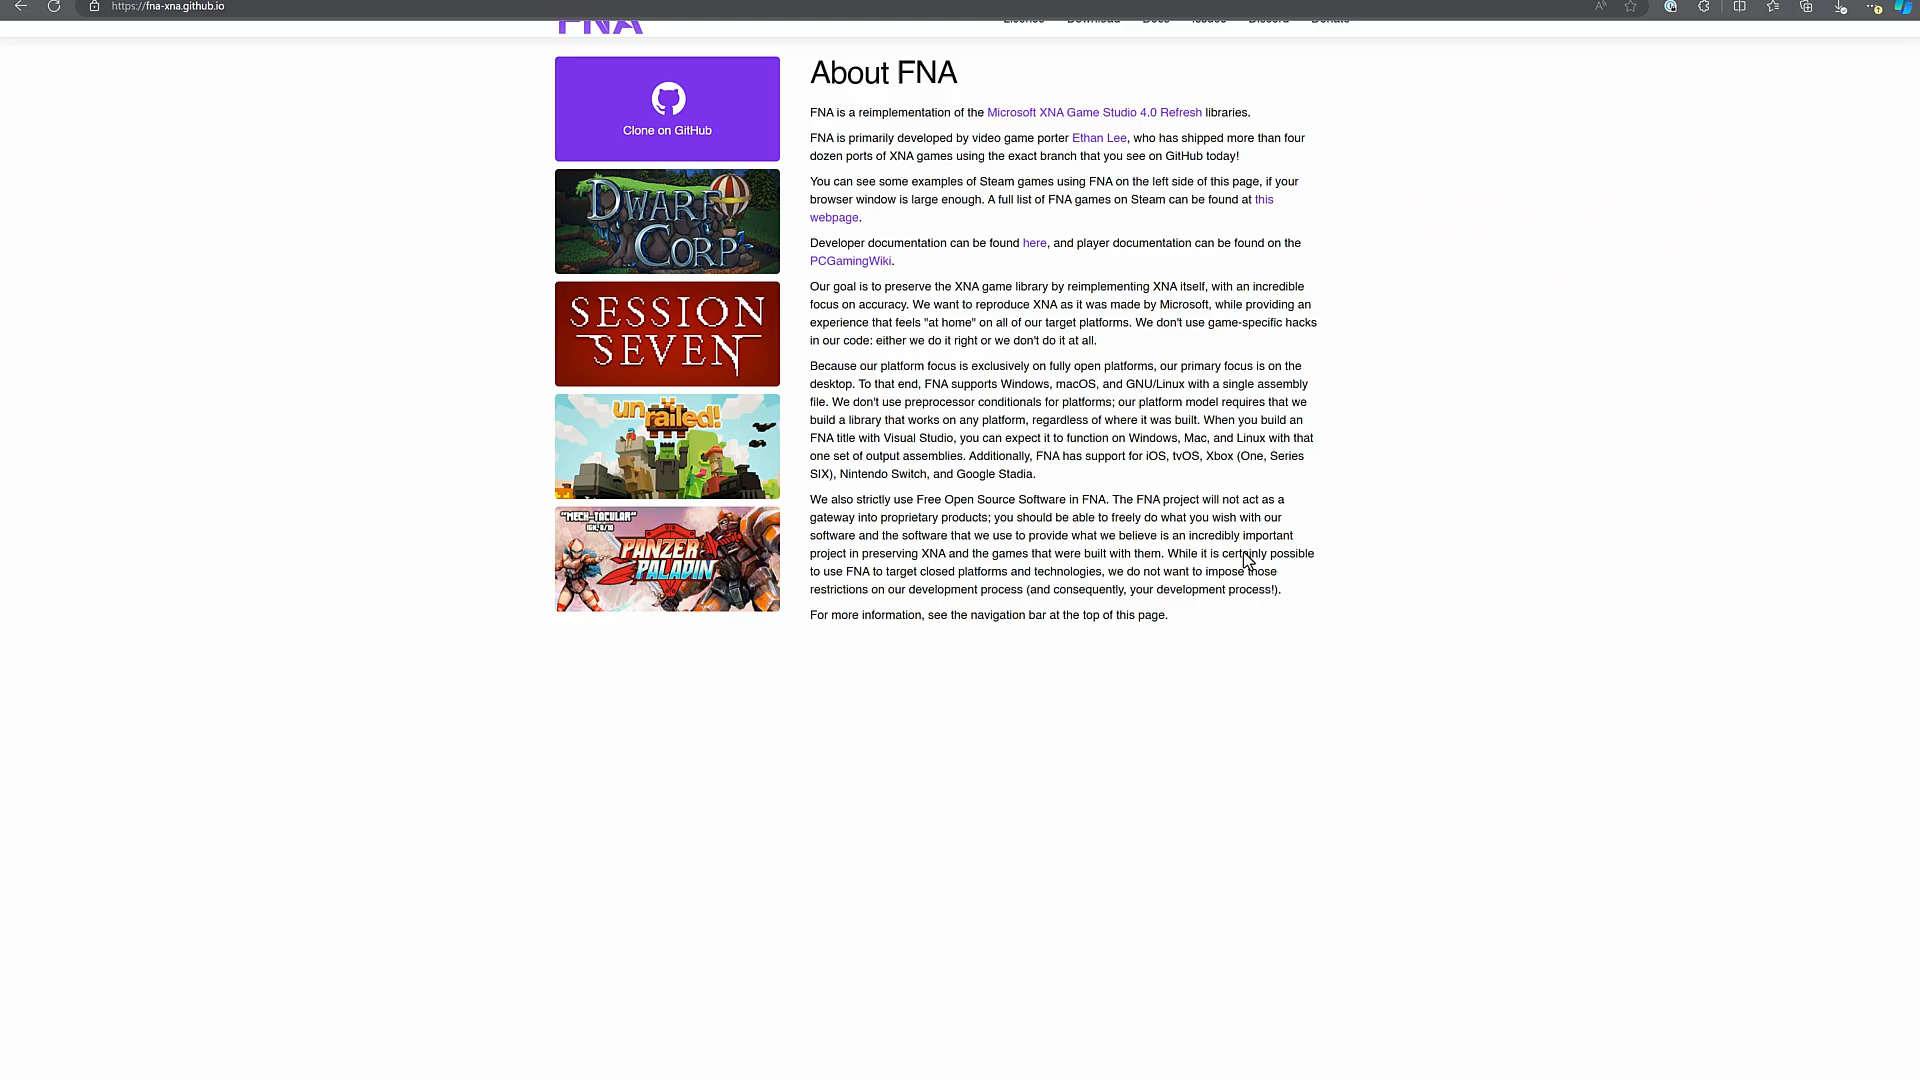 https://fna-xna.github.io
FNA
License Download Docs Issues Discord Donate
Clone on GitHub
DWARF
CORP
SESSION
SEVEN
unrailed!
"MECH-TACULAR"
PANZER
PALADIN
About FNA
FNA is a reimplementation of the Microsoft XNA Game Studio 4.0 Refresh libraries.
FNA is primarily developed by video game porter Ethan Lee, who has shipped more than four
dozen ports of XNA games using the exact branch that you see on GitHub today!
You can see some examples of Steam games using FNA on the left side of this page, if your
browser window is large enough. A full list of FNA games on Steam can be found at this
webpage.
Developer documentation can be found here, and player documentation can be found on the
PCGamingWiki.
Our goal is to preserve the XNA game library by reimplementing XNA itself, with an incredible
focus on accuracy. We want to reproduce XNA as it was made by Microsoft, while providing an
experience that feels "at home" on all of our target platforms. We don't use game-specific hacks
in our code: either we do it right or we don't do it at all.
Because our platform focus is exclusively on fully open platforms, our primary focus is on the
desktop. To that end, FNA supports Windows, macOS, and GNU/Linux with a single assembly
file. We don't use preprocessor conditionals for platforms; our platform model requires that we
build a library that works on any platform, regardless of where it was built. When you build an
FNA title with Visual Studio, you can expect it to function on Windows, Mac, and Linux with that
one set of output assemblies. Additionally, FNA has support for iOS, tvOS, Xbox (One, Series
S|X), Nintendo Switch, and Google Stadia.
We also strictly use Free Open Source Software in FNA. The FNA project will not act as a
gateway into proprietary products; you should be able to freely do what you wish with our
software and the software that we use to provide what we believe is an incredibly important
project in preserving XNA and the games that were built with them. While it is certainly possible
to use FNA to target closed platforms and technologies, we do not want to impose those
restrictions on our development process (and consequently, your development process!).
For more information, see the navigation bar at the top of this page.